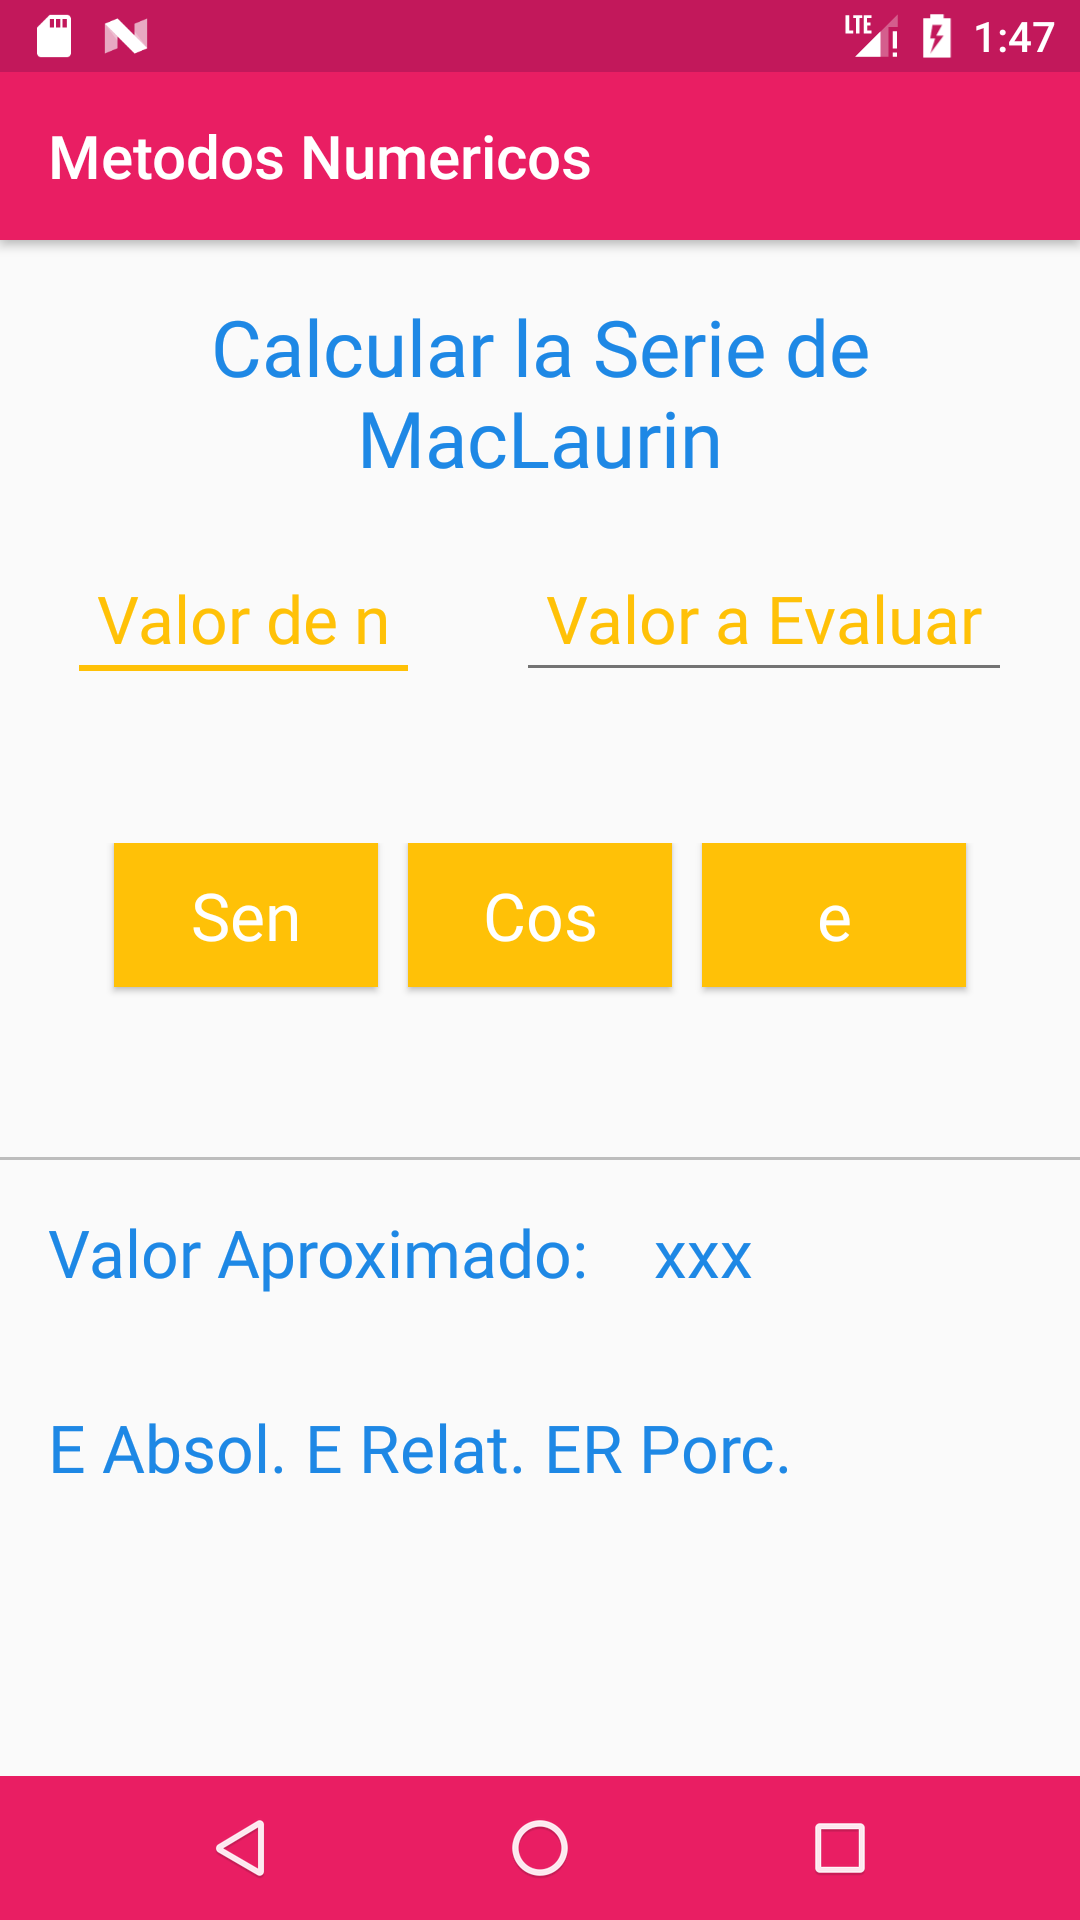 LTE 1:47
Metodos Numericos
Calcular la Serie de
MacLaurin
Valor de n Valor a Evaluar
Sen Cos e
Valor Aproximado: xxx
E Absol. E Relat. ER Porc.